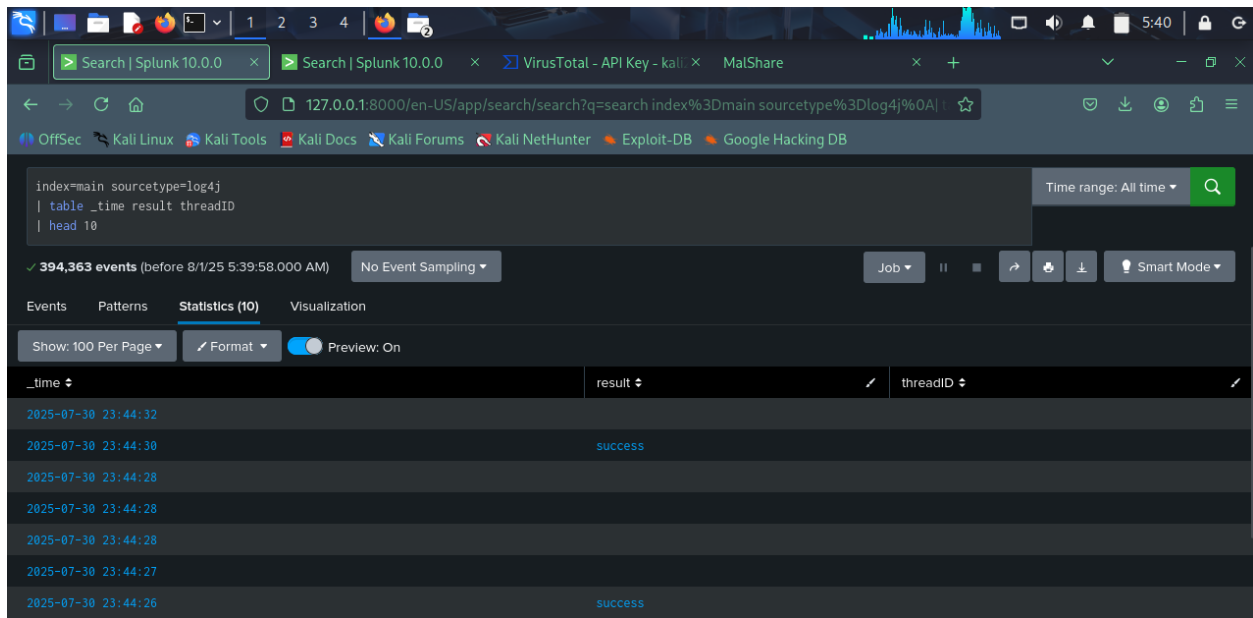 1 2 3 4 2 5:40
Search | Splunk 10.0.0 × Search | Splunk 10.0.0 × VirusTotal - API Key - kali × MalShare × +
127.0.0.1:8000/en-US/app/search/search?q=search index%3Dmain sourcetype%3Dlog4j%0A|
OffSec Kali Linux Kali Tools Kali Docs Kali Forums Kali NetHunter Exploit-DB Google Hacking DB
index=main sourcetype=log4j
| table _time result threadID
| head 10
Time range: All time
✓ 394,363 events (before 8/1/25 5:39:58.000 AM) No Event Sampling Job Smart Mode
Events Patterns Statistics (10) Visualization
Show: 100 Per Page Format Preview: On
_time result threadID
2025-07-30 23:44:32
2025-07-30 23:44:30 success
2025-07-30 23:44:28
2025-07-30 23:44:28
2025-07-30 23:44:28
2025-07-30 23:44:27
2025-07-30 23:44:26 success